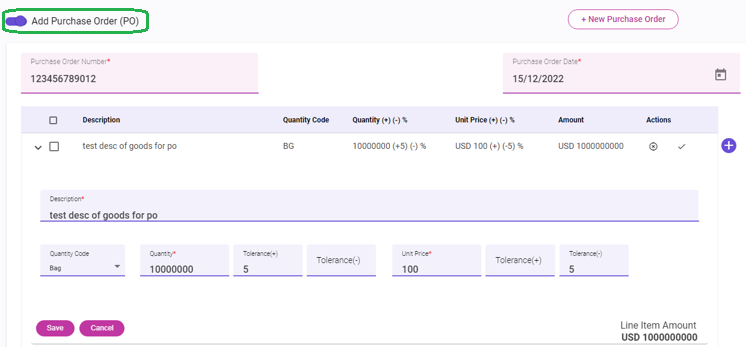 Add Purchase Order (PO)
+ New Purchase Order
Purchase Order Number*
123456789012
Purchase Order Date*
15/12/2022
Description Quantity Code Quantity (+) (-) % Unit Price (+) (-) % Amount Actions
test desc of goods for po BG 10000000 (+5) (-) % USD 100 (+) (-5) % USD 1000000000
Description*
test desc of goods for po
Quantity Code Quantity* Tolerance(+) Tolerance(-) Unit Price* Tolerance(+) Tolerance(-)
Bag 10000000 5 100 5
Save Cancel
Line Item Amount
USD 1000000000